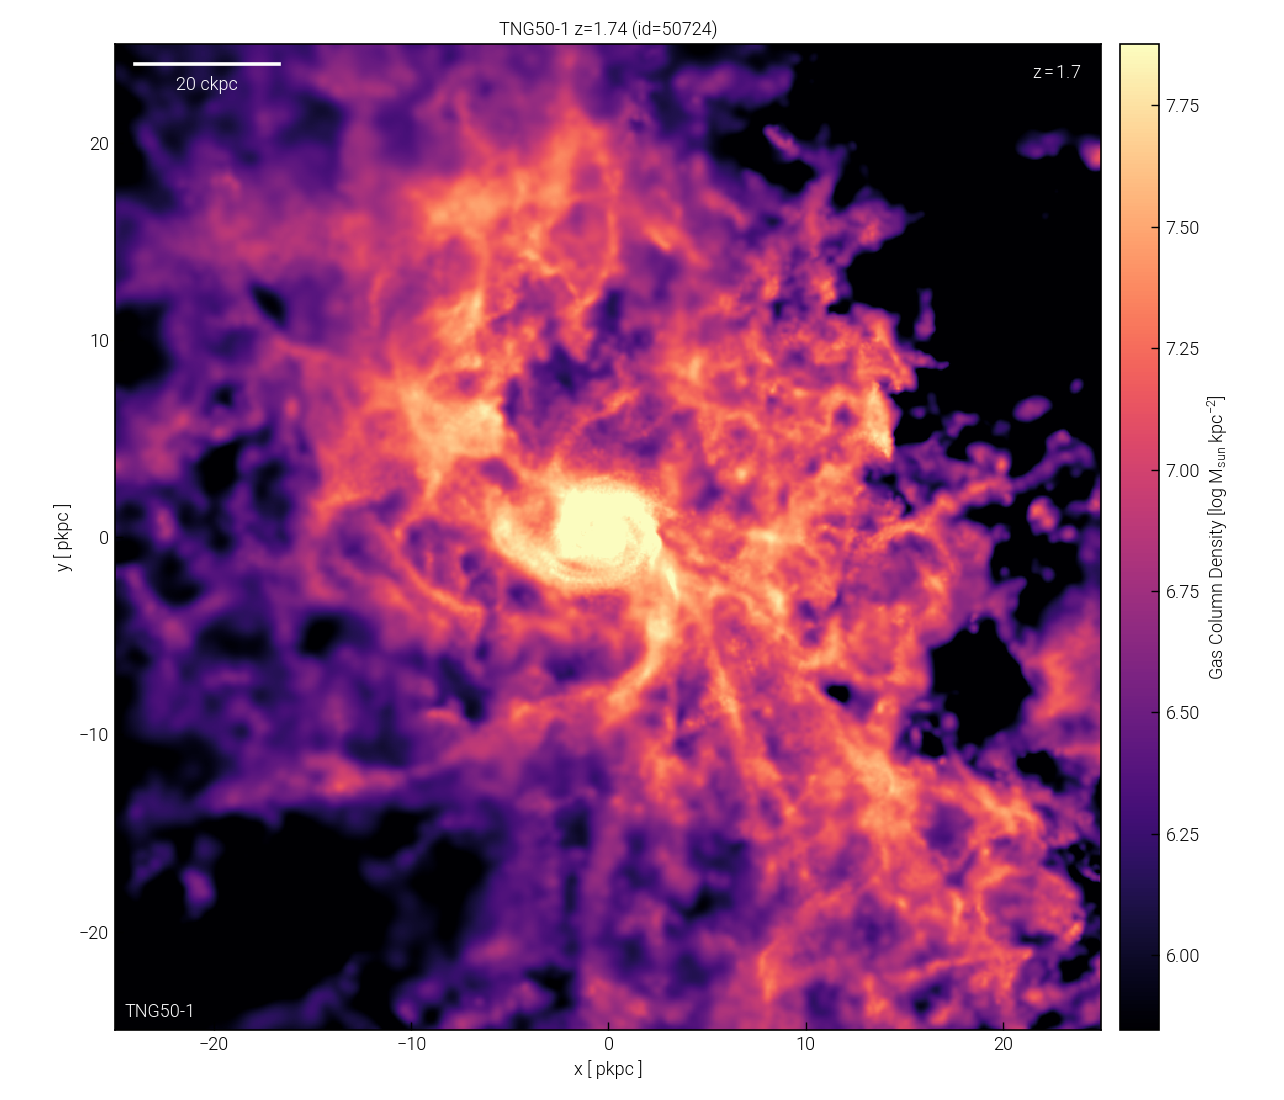 TNG50-1 z=1.74 (id=50724)
20 ckpc
z=1.7
TNG50-1
20
10
0
−10
−20
y [ pkpc ]
−20
−10
0
10
20
x [ pkpc ]
7.75
7.50
7.25
7.00
6.75
6.50
6.25
6.00
Gas Column Density [log M_sun kpc^−2]